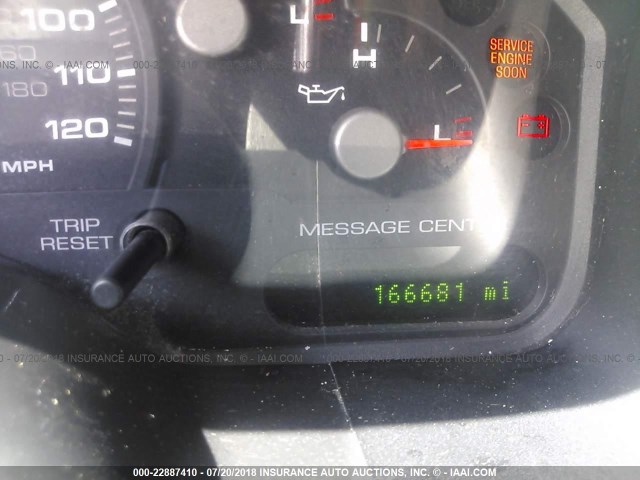 100
110
180
120
MPH
L
H
L
SERVICE
ENGINE
SOON
TRIP
RESET
MESSAGE
166681 mi
000-22887410 - 07/20/2018 INSURANCE AUTO AUCTIONS, INC. © - IAAI.COM